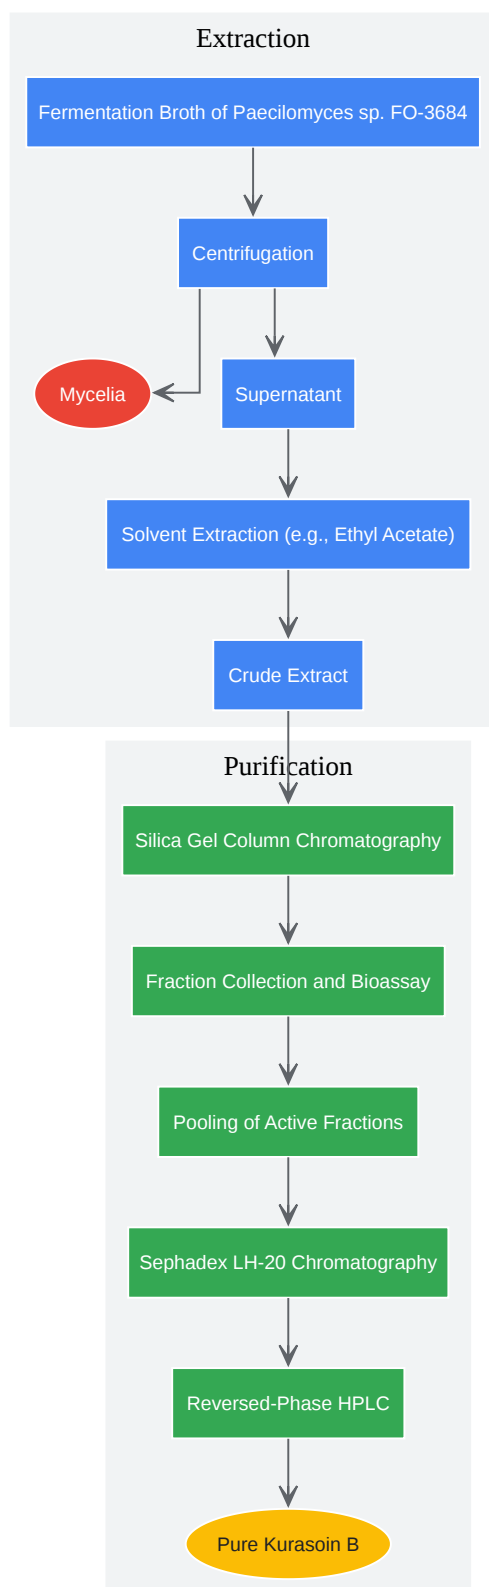 Extraction
Fermentation Broth of Paecilomyces sp. FO-3684
Centrifugation
Mycelia
Supernatant
Solvent Extraction (e.g., Ethyl Acetate)
Crude Extract
Purification
Silica Gel Column Chromatography
Fraction Collection and Bioassay
Pooling of Active Fractions
Sephadex LH-20 Chromatography
Reversed-Phase HPLC
Pure Kurasoin B